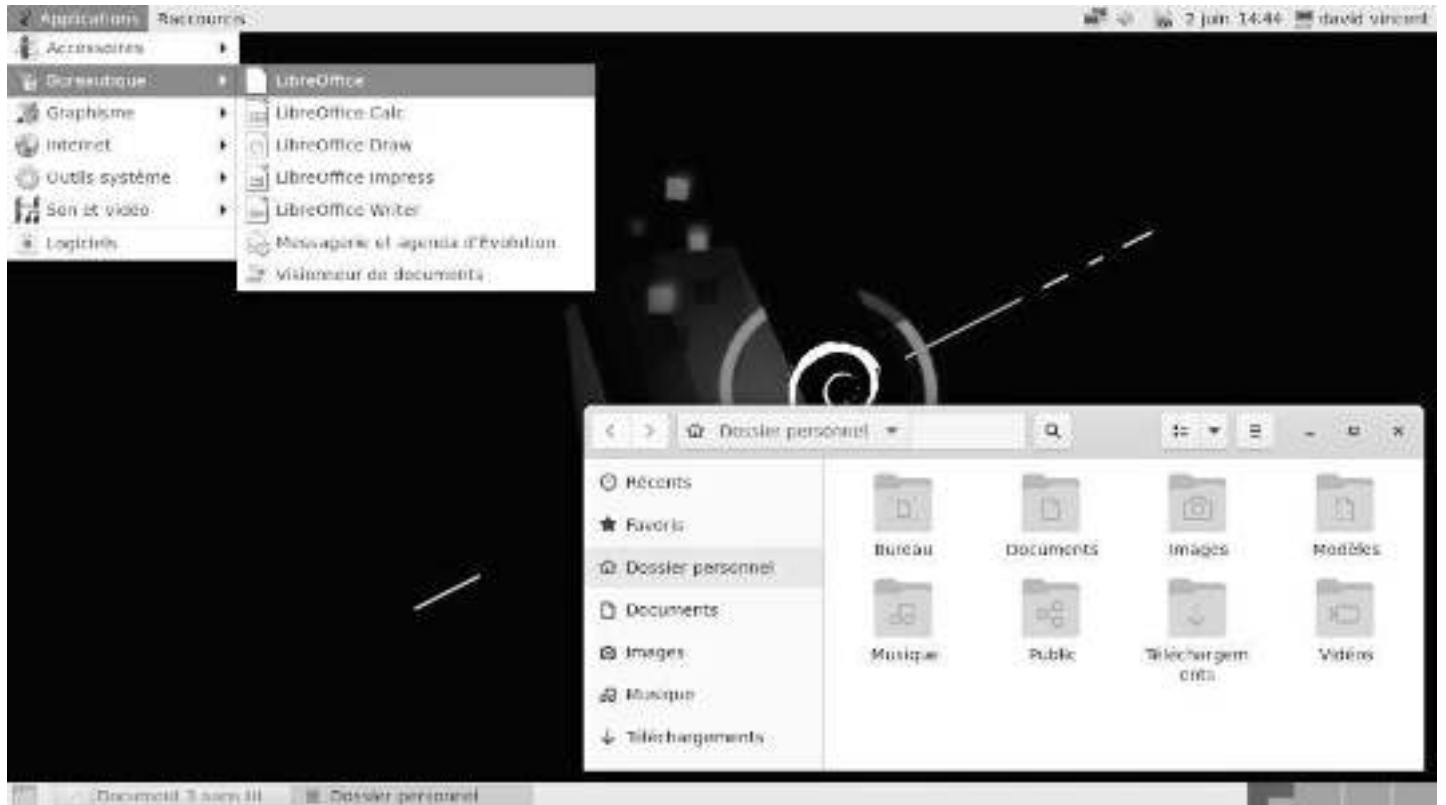 Applications Raccourcis
2 juin 14:44 david vincent
Accessoires
Bureautique
Graphisme
Internet
Outils système
Son et vidéo
Logiciels
LibreOffice
LibreOffice Calc
LibreOffice Draw
LibreOffice Impress
LibreOffice Writer
Messagerie et agenda d'Évolution
Visionneur de documents
Dossier personnel
Récents
Favoris
Dossier personnel
Documents
Images
Musique
Téléchargements
Bureau Documents Images Modèles
Musique Public Téléchargem Vidéos
ents
Document Dossier personnel